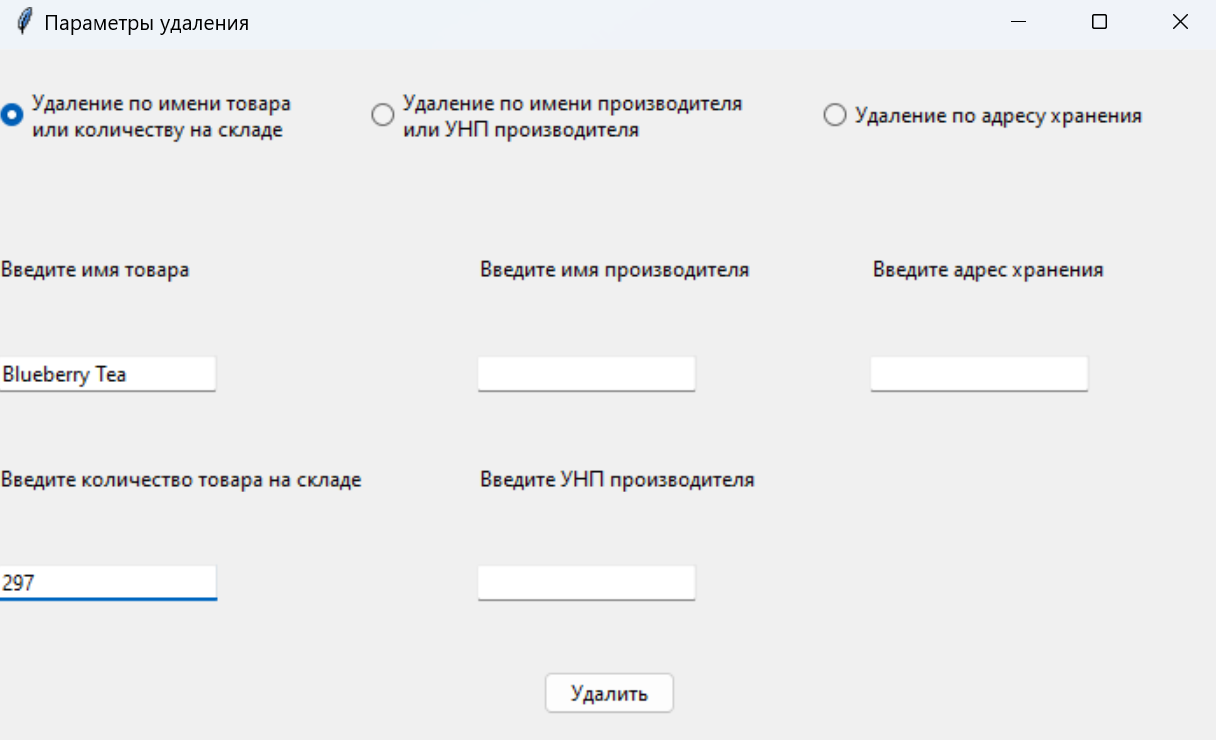 Параметры удаления
Удаление по имени товара
или количеству на складе
Удаление по имени производителя
или УНП производителя
Удаление по адресу хранения
Введите имя товара
Введите имя производителя
Введите адрес хранения
Blueberry Tea
Введите количество товара на складе
Введите УНП производителя
297
Удалить